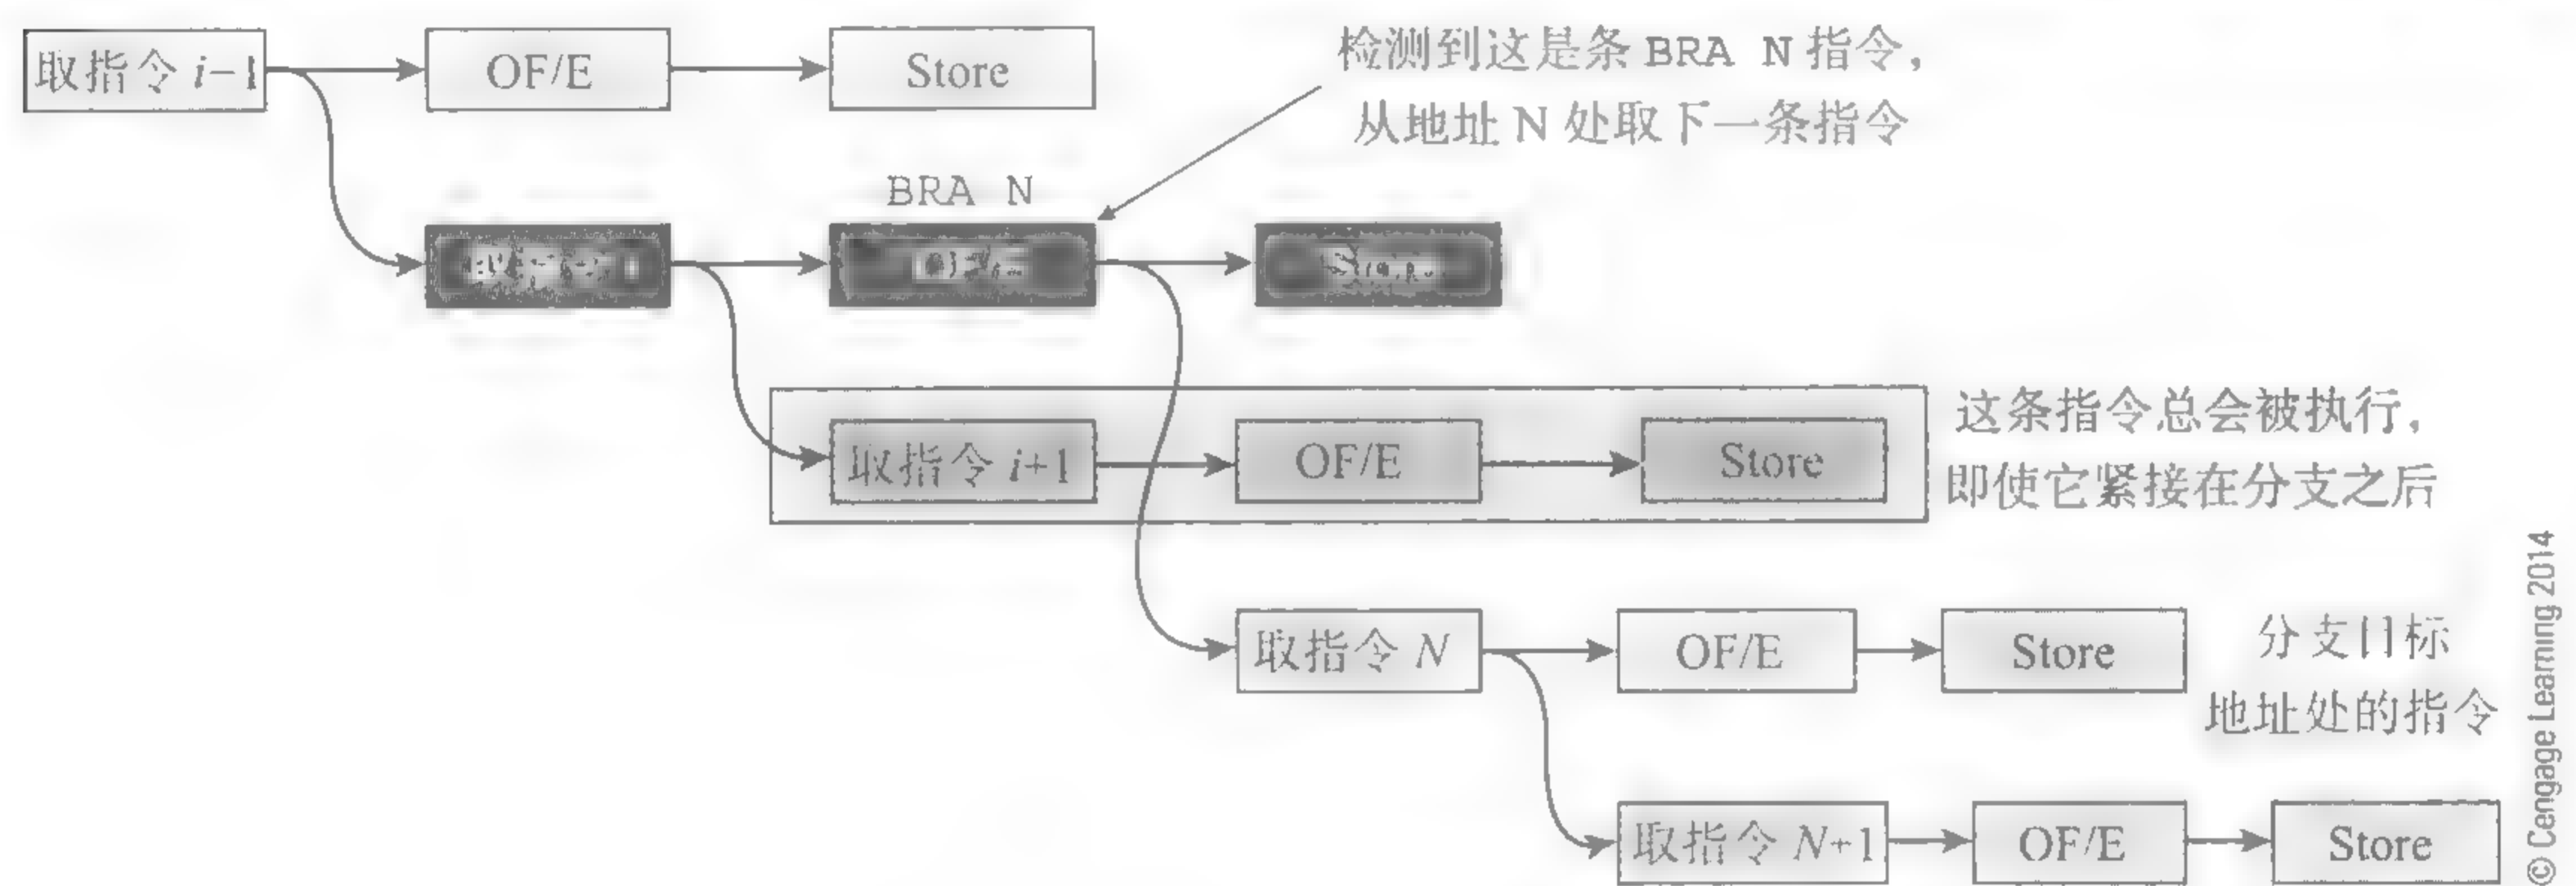 取指令 i−1
OF/E
Store
检测到这是条 BRA N 指令，
从地址 N 处取下一条指令
BRA N
取指令 i+1
OF/E
Store
这条指令总会被执行，
即使它紧接在分支之后
取指令 N
OF/E
Store
分支目标
地址处的指令
取指令 N+1
OF/E
Store
© Cengage Learning 2014